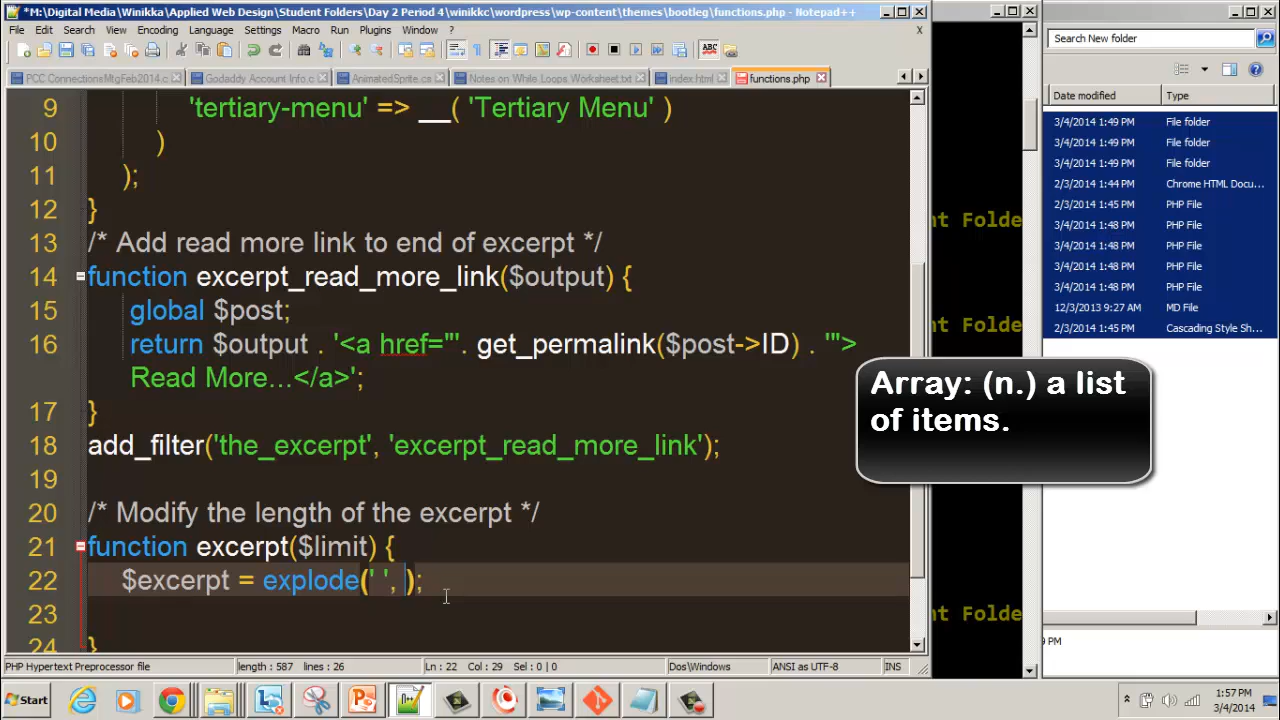 *M:\Digital Media\Winikka\Applied Web Design\Student Folders\Day 2 Period 4\winikkc\wordpress\wp-content\themes\bootleg\functions.php - Notepad++
File Edit Search View Encoding Language Settings Macro Run Plugins Window ? X
PCC ConnectionsMtgFeb2014.c Godaddy Account Info.c AnimatedSprite.cs Notes on While Loops Worksheet.txt index.html functions.php
9 'tertiary-menu' => __( 'Tertiary Menu' )
10 )
11 );
12 }
13 /* Add read more link to end of excerpt */
14 function excerpt_read_more_link($output) {
15 global $post;
16 return $output . '<a href="'. get_permalink($post->ID) . '">
Read More...</a>';
17 }
18 add_filter('the_excerpt', 'excerpt_read_more_link');
19
20 /* Modify the length of the excerpt */
21 function excerpt($limit) {
22 $excerpt = explode(' ', );
23
24 }
PHP Hypertext Preprocessor file length : 587 lines : 26 Ln : 22 Col : 29 Sel : 0 | 0 Dos\Windows ANSI as UTF-8 INS
Array: (n.) a list
of items.
nt Folde
nt Folde
nt Folde
Search New folder
Date modified Type
3/4/2014 1:49 PM File folder
3/4/2014 1:49 PM File folder
3/4/2014 1:49 PM File folder
2/3/2014 1:44 PM Chrome HTML Docu...
2/3/2014 1:45 PM PHP File
3/4/2014 1:48 PM PHP File
3/4/2014 1:48 PM PHP File
3/4/2014 1:48 PM PHP File
3/4/2014 1:48 PM PHP File
12/3/2013 9:27 AM MD File
2/3/2014 1:45 PM Cascading Style Sh...
9 PM
Start
1:57 PM
3/4/2014